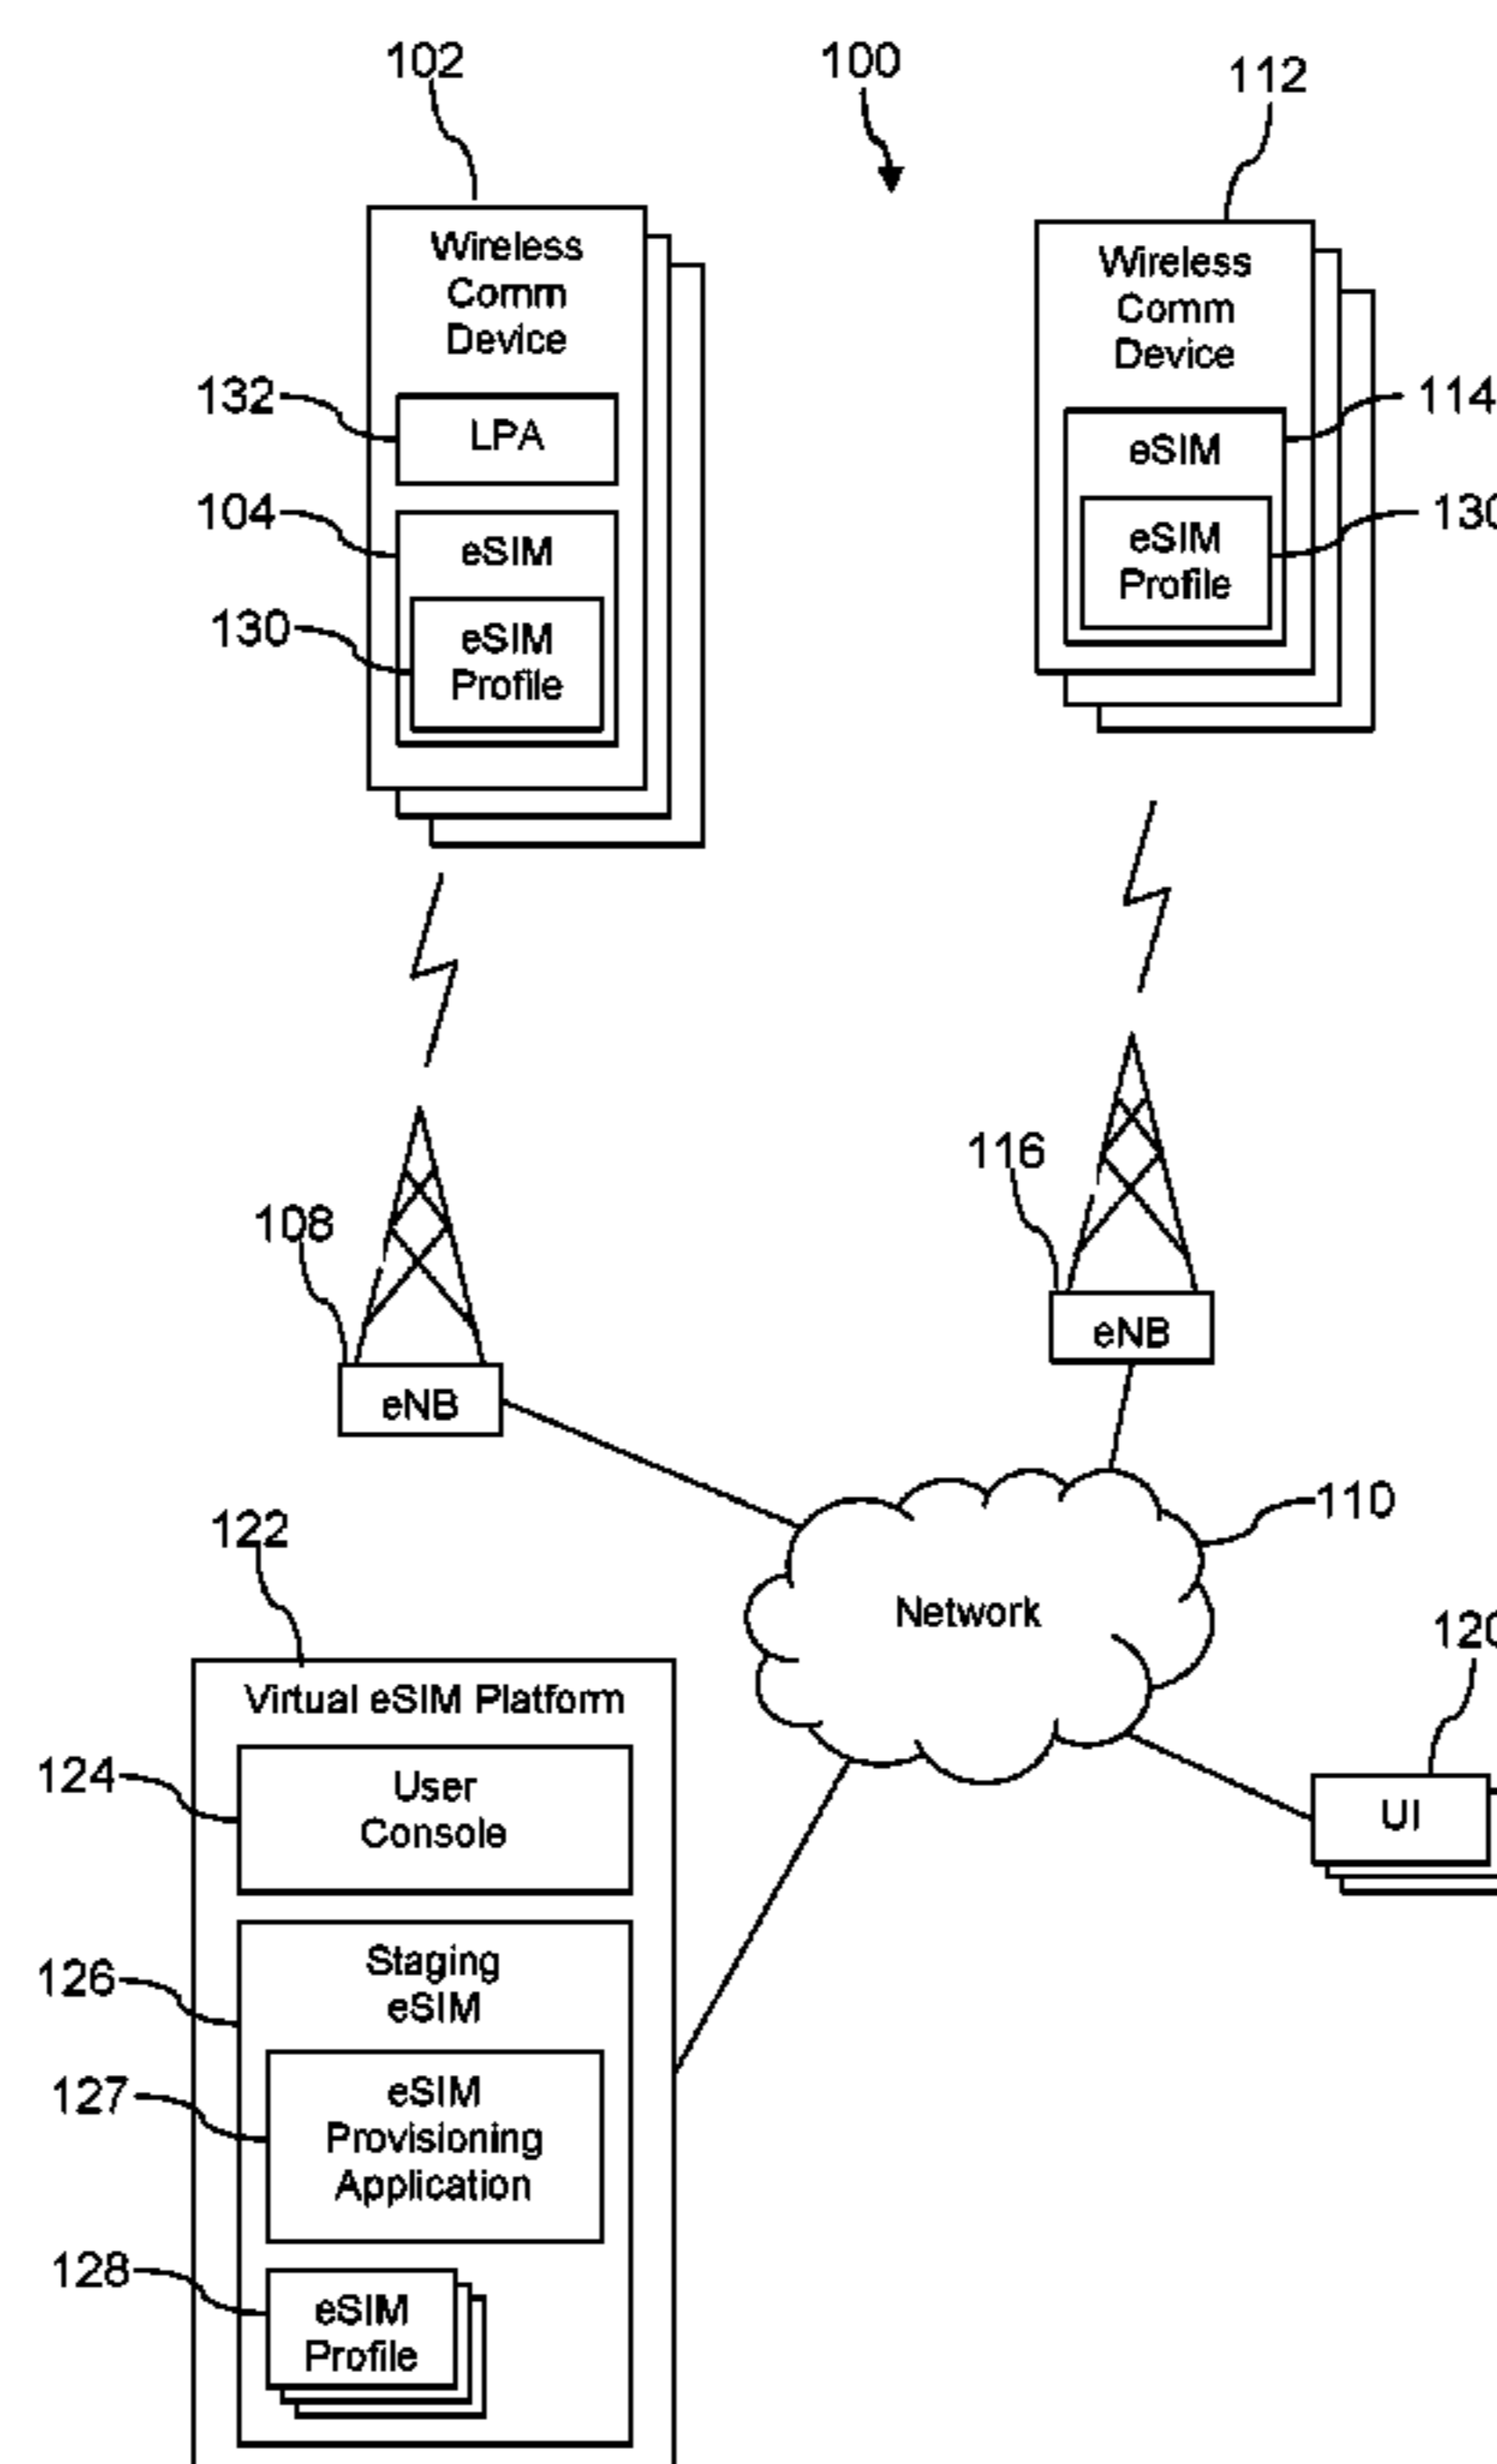 102
100
112
Wireless
Comm
Device
Wireless
Comm
Device
132
LPA
114
eSIM
104
eSIM
130
eSIM
Profile
130
eSIM
Profile
116
108
eNB
eNB
122
110
Network
120
Virtual eSIM Platform
124
User
Console
UI
126
Staging
eSIM
127
eSIM
Provisioning
Application
128
eSIM
Profile